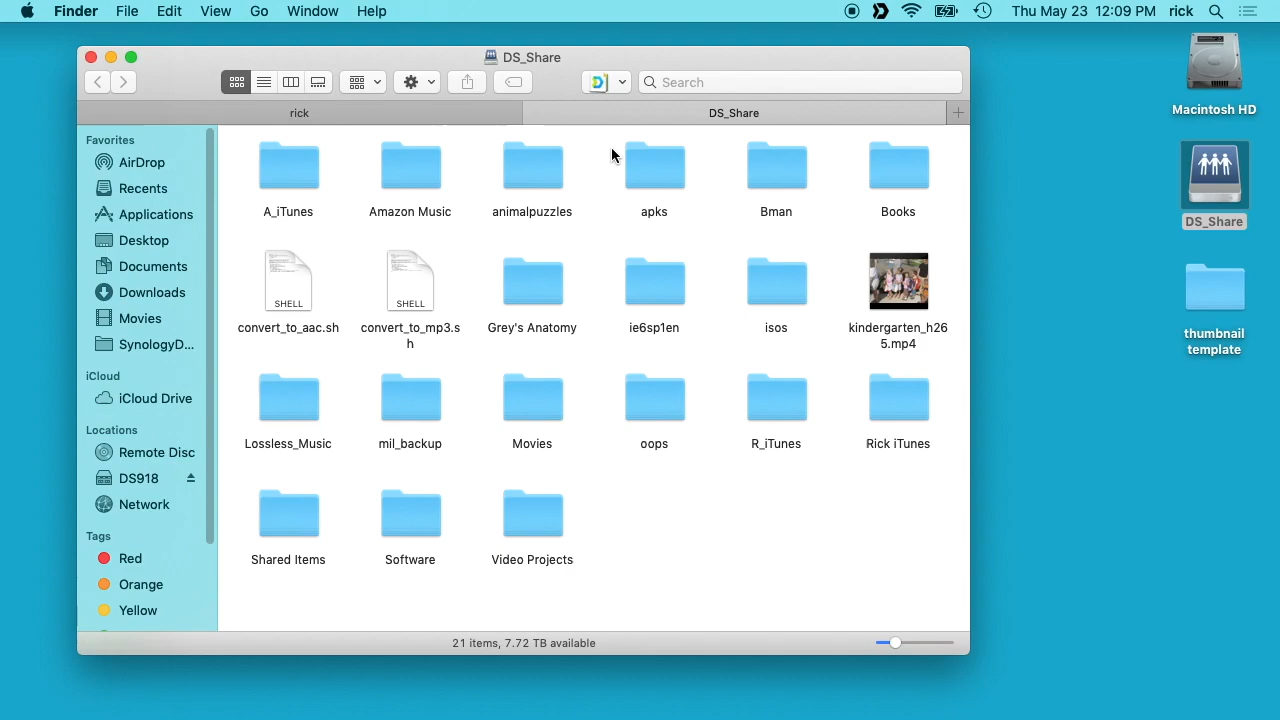 Finder File Edit View Go Window Help Thu May 23 12:09 PM rick
DS_Share
Search
rick DS_Share
Favorites
AirDrop
Recents
Applications
Desktop
Documents
Downloads
Movies
SynologyD...
iCloud
iCloud Drive
Locations
Remote Disc
DS918
Network
Tags
Red
Orange
Yellow
A_iTunes Amazon Music animalpuzzles apks Bman Books
SHELL SHELL
convert_to_aac.sh convert_to_mp3.s Grey's Anatomy ie6sp1en isos kindergarten_h26
h 5.mp4
Lossless_Music mil_backup Movies oops R_iTunes Rick iTunes
Shared Items Software Video Projects
21 items, 7.72 TB available
Macintosh HD
DS_Share
thumbnail
template